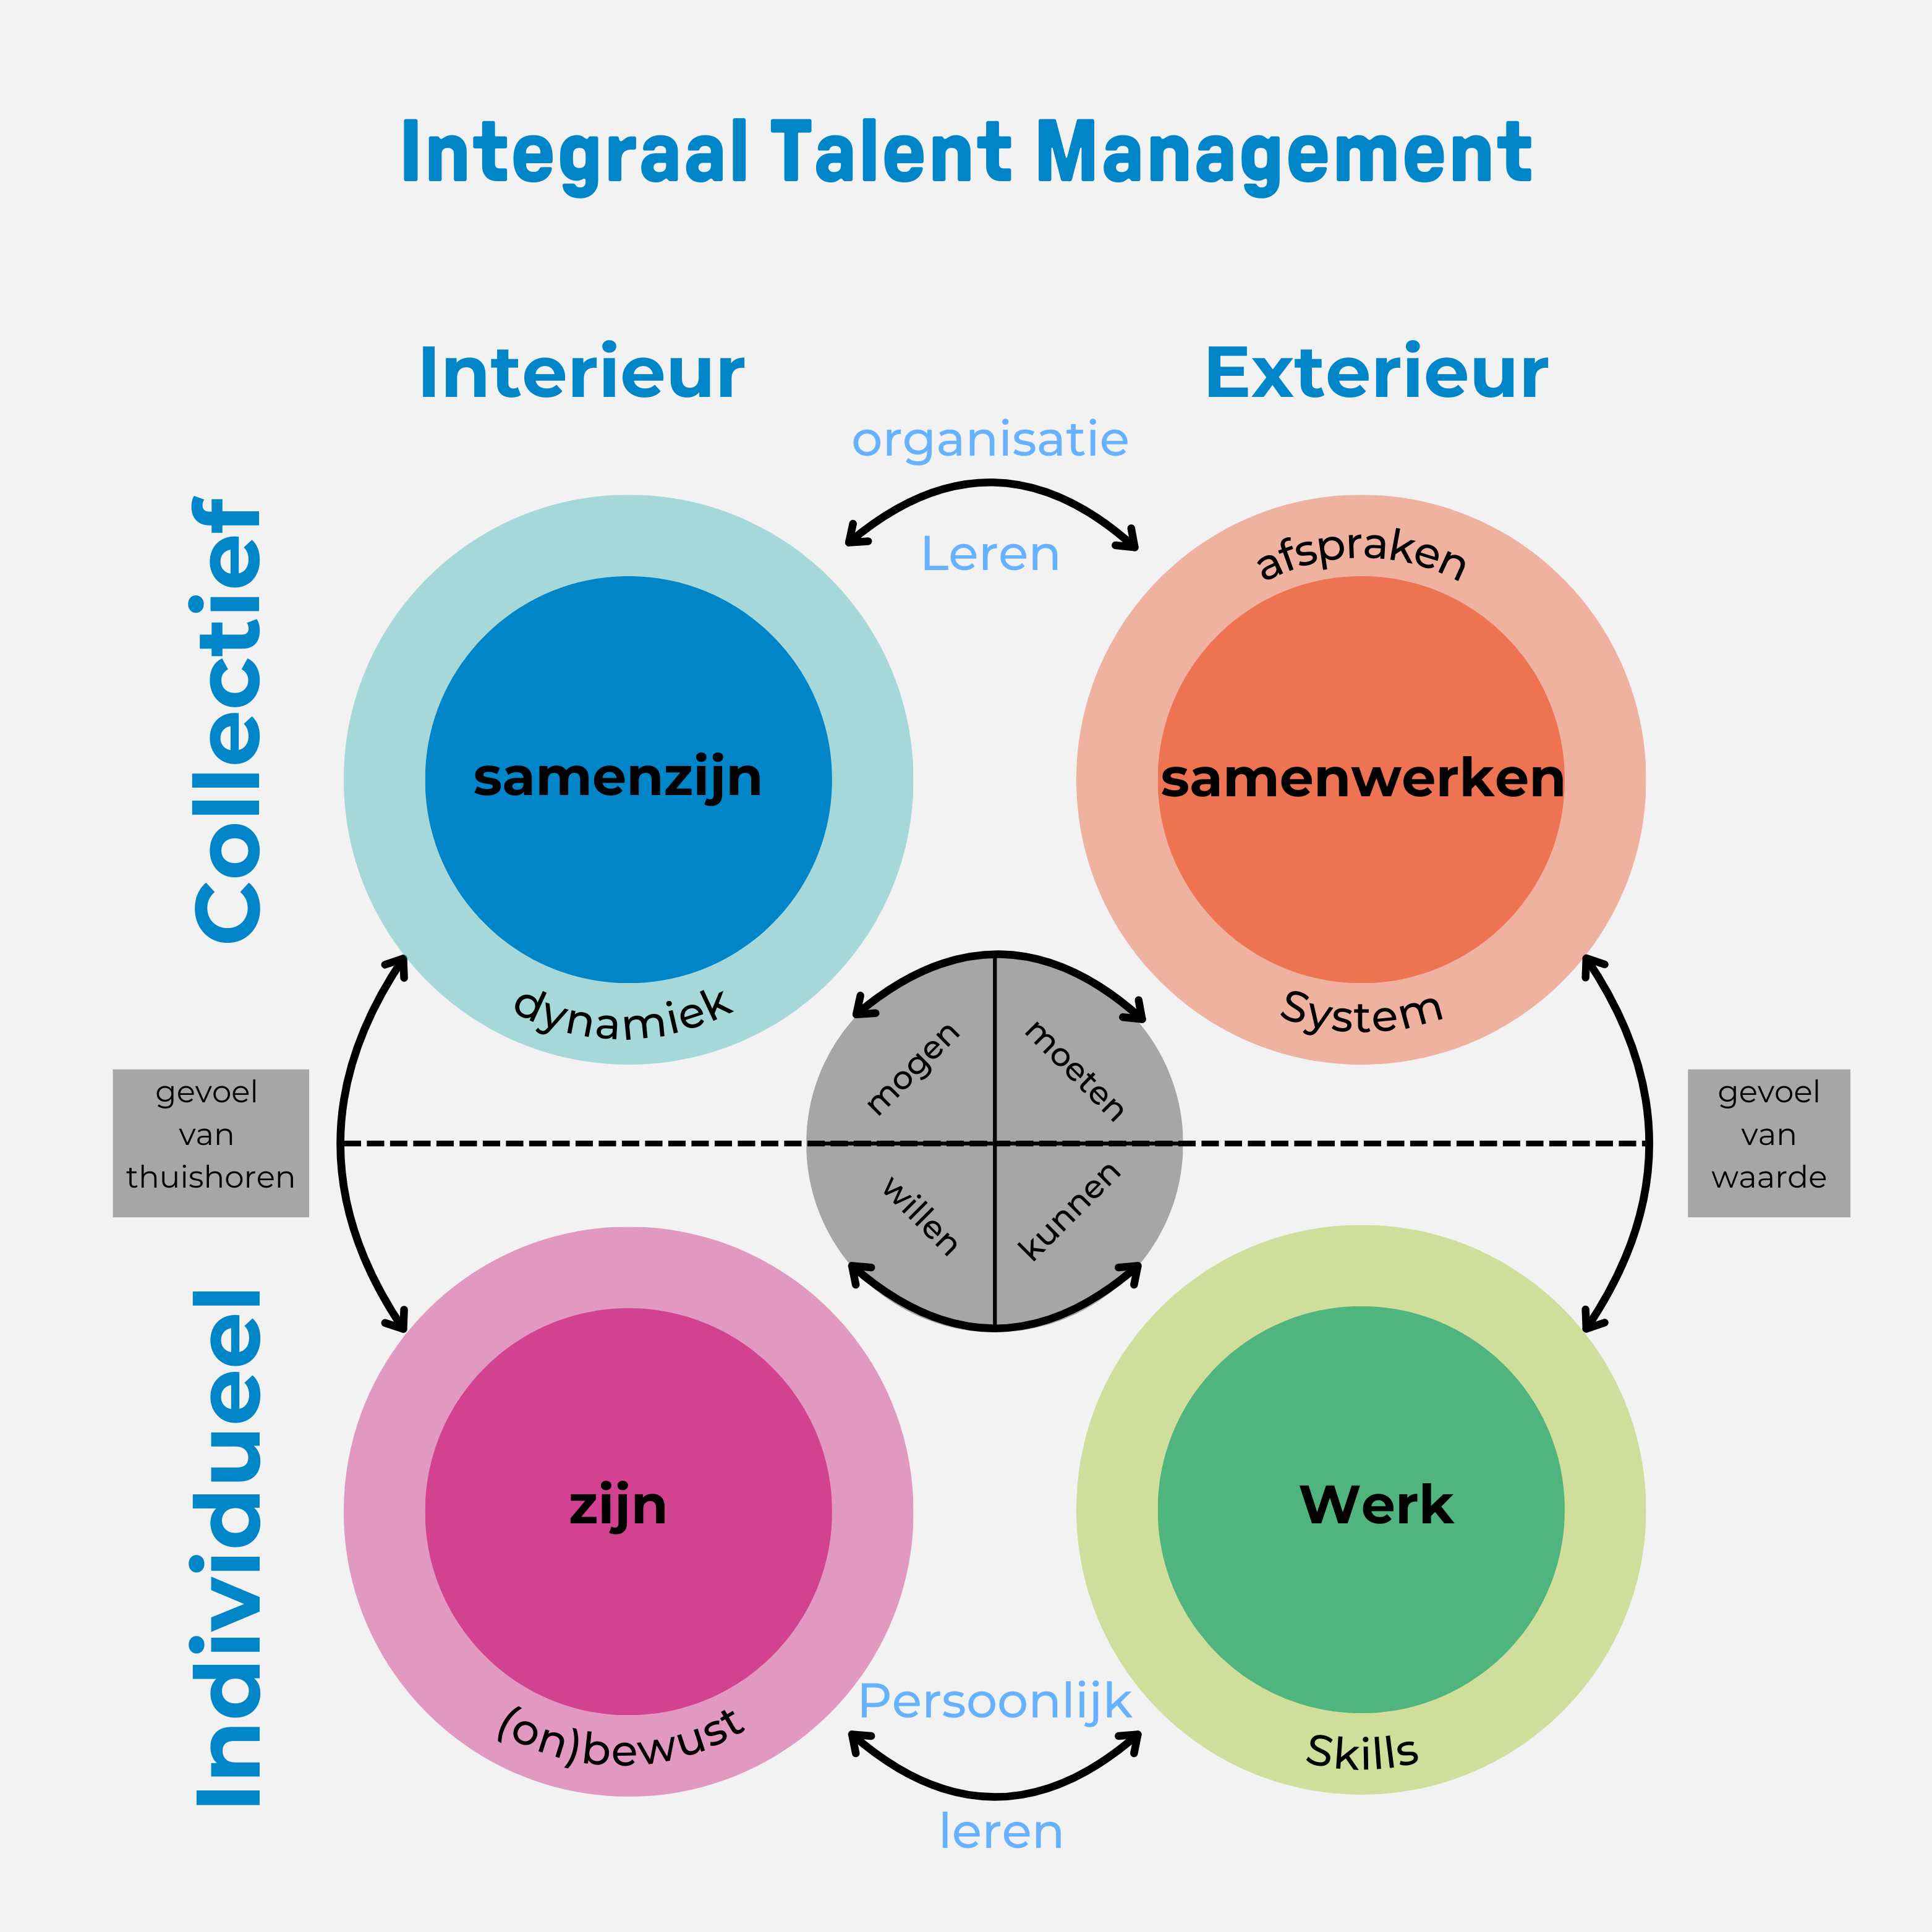 Integraal Talent Management
Interieur
Exterieur
organisatie
Leren
Collectief
afspraken
samenzijn
samenwerken
dynamiek
System
mogen
moeten
gevoel
van
thuishoren
gevoel
van
waarde
willen
kunnen
Individueel
zijn
Werk
(on)bewust
Skills
Persoonlijk
leren